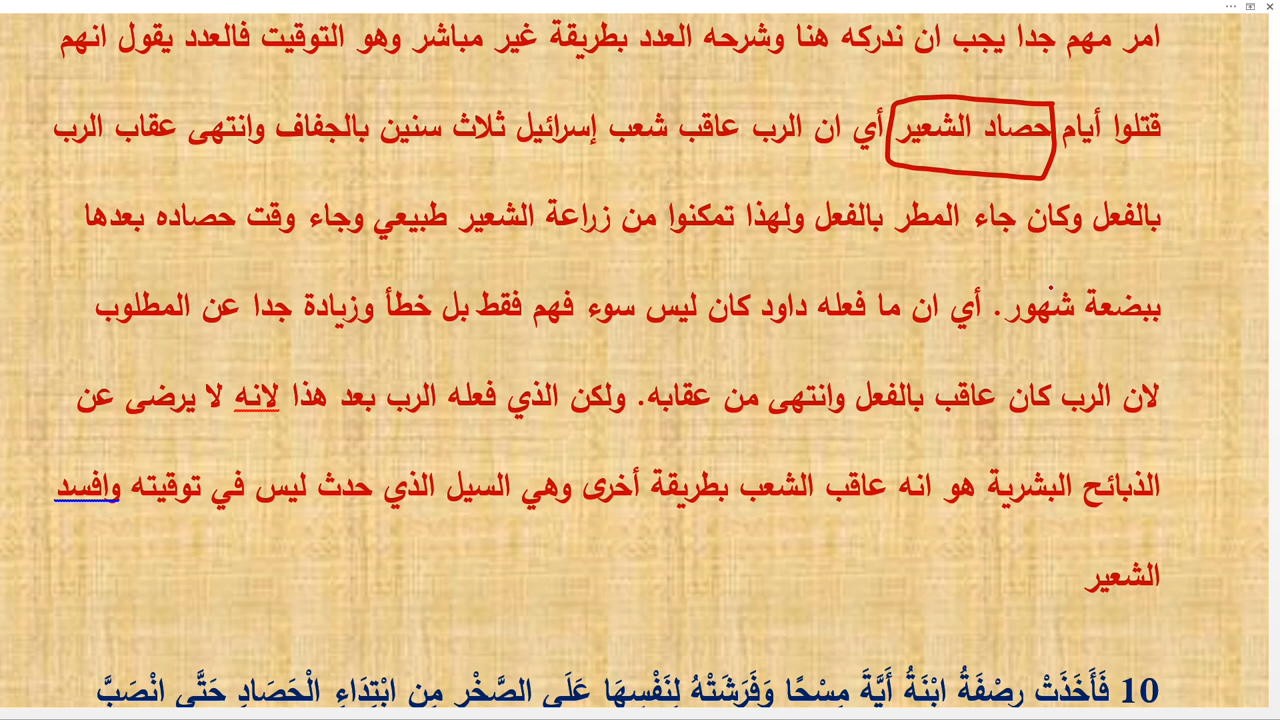 امر مهم جدا يجب ان ندركه هنا وشرحه العدد بطريقة غير مباشر وهو التوقيت فالعدد يقول انهم
قتلوا أيام حصاد الشعير أي ان الرب عاقب شعب إسرائيل ثلاث سنين بالجفاف وانتهى عقاب الرب
بالفعل وكان جاء المطر بالفعل ولهذا تمكنوا من زراعة الشعير طبيعي وجاء وقت حصاده بعدها
ببضعة شهور. أي ان ما فعله داود كان ليس سوء فهم فقط بل خطأ وزيادة جدا عن المطلوب
لان الرب كان عاقب بالفعل وانتهى من عقابه. ولكن الذي فعله الرب بعد هذا لانه لا يرضى عن
الذبائح البشرية هو انه عاقب الشعب بطريقة أخرى وهي السيل الذي حدث ليس في توقيته وافسد
الشعير
10 فَأَخَذَتْ رِصْفَةُ ابْنَةُ أَيَّةَ مِسْحًا وَفَرَشَتْهُ لِنَفْسِهَا عَلَى الصَّخْرِ مِنِ ابْتِدَاءِ الْحَصَادِ حَتَّى انْصَبَّ